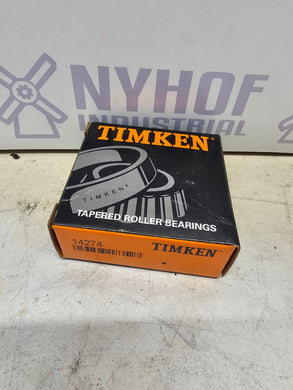 NYHOF
INDUSTRIAL
TIMKEN
TIMKEN
TAPERED ROLLER BEARINGS
14274
TIMKEN